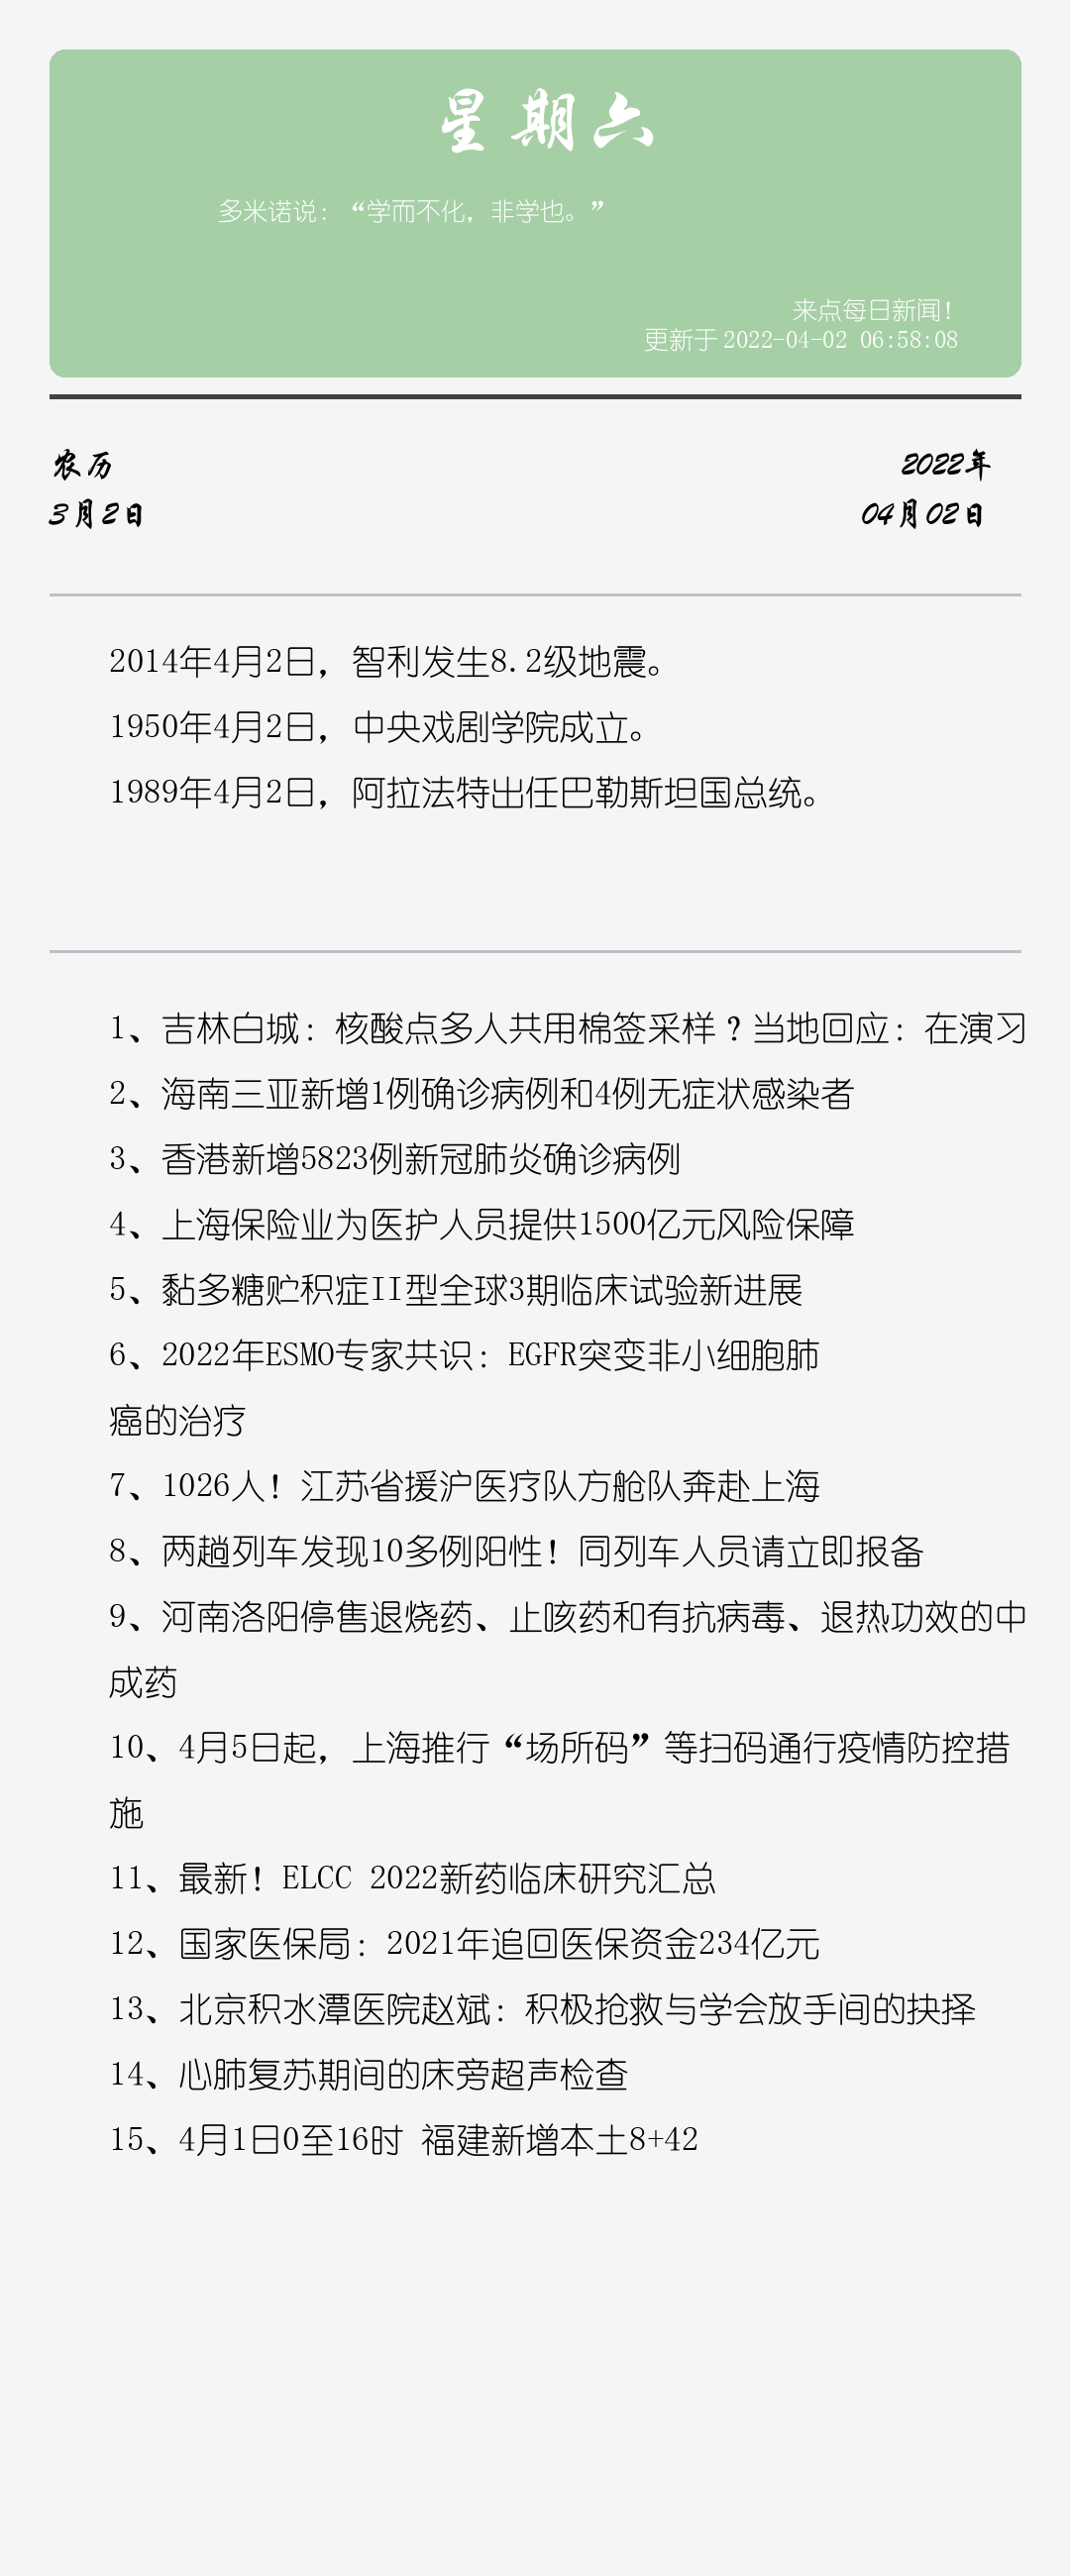 星期六
多米诺说：“学而不化，非学也。”
来点每日新闻！
更新于 2022-04-02 06:58:08
农历
3月2日
2022年
04月02日
2014年4月2日，智利发生8.2级地震。
1950年4月2日，中央戏剧学院成立。
1989年4月2日，阿拉法特出任巴勒斯坦国总统。
1、吉林白城：核酸点多人共用棉签采样？当地回应：在演习
2、海南三亚新增1例确诊病例和4例无症状感染者
3、香港新增5823例新冠肺炎确诊病例
4、上海保险业为医护人员提供1500亿元风险保障
5、黏多糖贮积症II型全球3期临床试验新进展
6、2022年ESMO专家共识：EGFR突变非小细胞肺
癌的治疗
7、1026人！江苏省援沪医疗队方舱队奔赴上海
8、两趟列车发现10多例阳性！同列车人员请立即报备
9、河南洛阳停售退烧药、止咳药和有抗病毒、退热功效的中
成药
10、4月5日起，上海推行“场所码”等扫码通行疫情防控措
施
11、最新！ELCC 2022新药临床研究汇总
12、国家医保局：2021年追回医保资金234亿元
13、北京积水潭医院赵斌：积极抢救与学会放手间的抉择
14、心肺复苏期间的床旁超声检查
15、4月1日0至16时 福建新增本土8+42